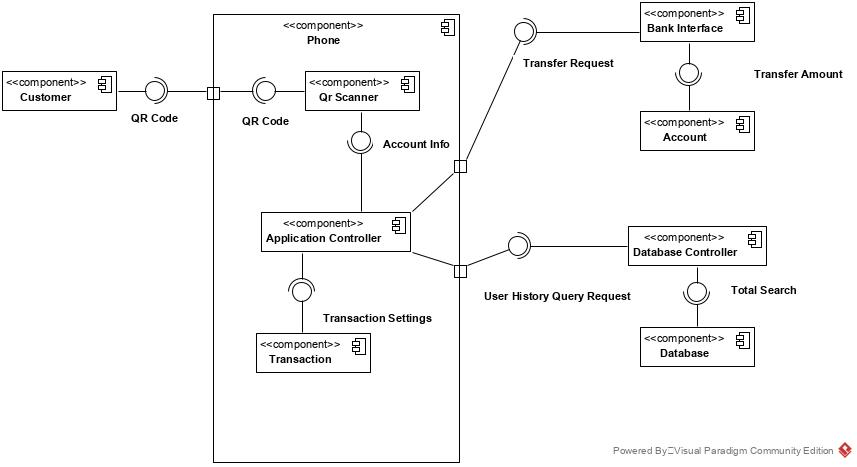 <<component>>
Phone
<<component>>
Bank Interface
Transfer Request
Transfer Amount
<<component>>
Customer
QR Code
QR Code
<<component>>
Qr Scanner
Account Info
<<component>>
Account
<<component>>
Application Controller
<<component>>
Database Controller
User History Query Request
Total Search
Transaction Settings
<<component>>
Transaction
<<component>>
Database
Powered By Visual Paradigm Community Edition